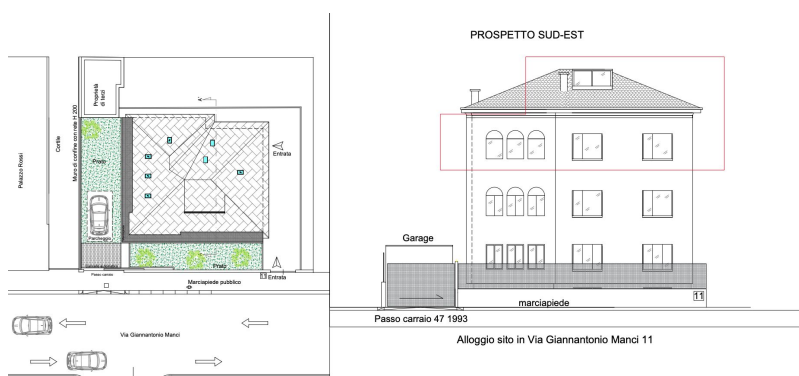 Palazzo Rossi
Cortile
Muro di confine con rete H 200
Proprietà
di terzi
Prato
Parcheggio
Entrata
Prato
Passo carraio
11
Entrata
Marciapiede pubblico
Via Giannantonio Manci
PROSPETTO SUD-EST
Garage
11
marciapiede
Passo carraio 47 1993
Alloggio sito in Via Giannantonio Manci 11